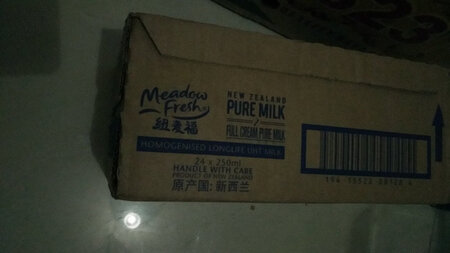 Meadow
Fresh
纽麦福
NEW ZEALAND
PURE MILK
FULL CREAM PURE MILK
HOMOGENISED LONGLIFE UHT MILK
24 x 250ml
HANDLE WITH CARE
PRODUCT OF NEW ZEALAND
原产国: 新西兰